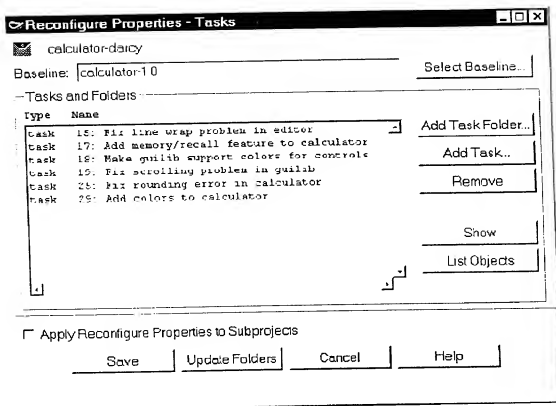 Reconfigure Properties - Tasks
calculator-darcy
Baseline: calculator-1.0
Select Baseline...
Tasks and Folders
Type Name
task 15: Fix line wrap problem in editor
task 17: Add memory/recall feature to calculator
task 18: Make guilib support colors for controls
task 19: Fix scrolling problem in guilib
task 25: Fix rounding error in calculator
task 29: Add colors to calculator
Add Task Folder...
Add Task...
Remove
Show
List Objects
Apply Reconfigure Properties to Subprojects
Save Update Folders Cancel Help